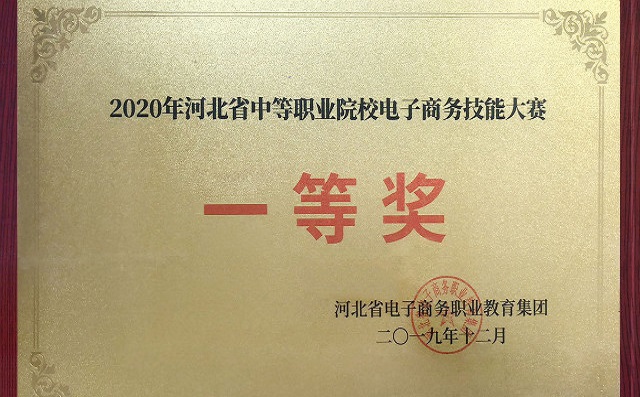 2020年河北省中等职业院校电子商务技能大赛
一等奖
河北省电子商务职业教育集团
二〇一九年十二月